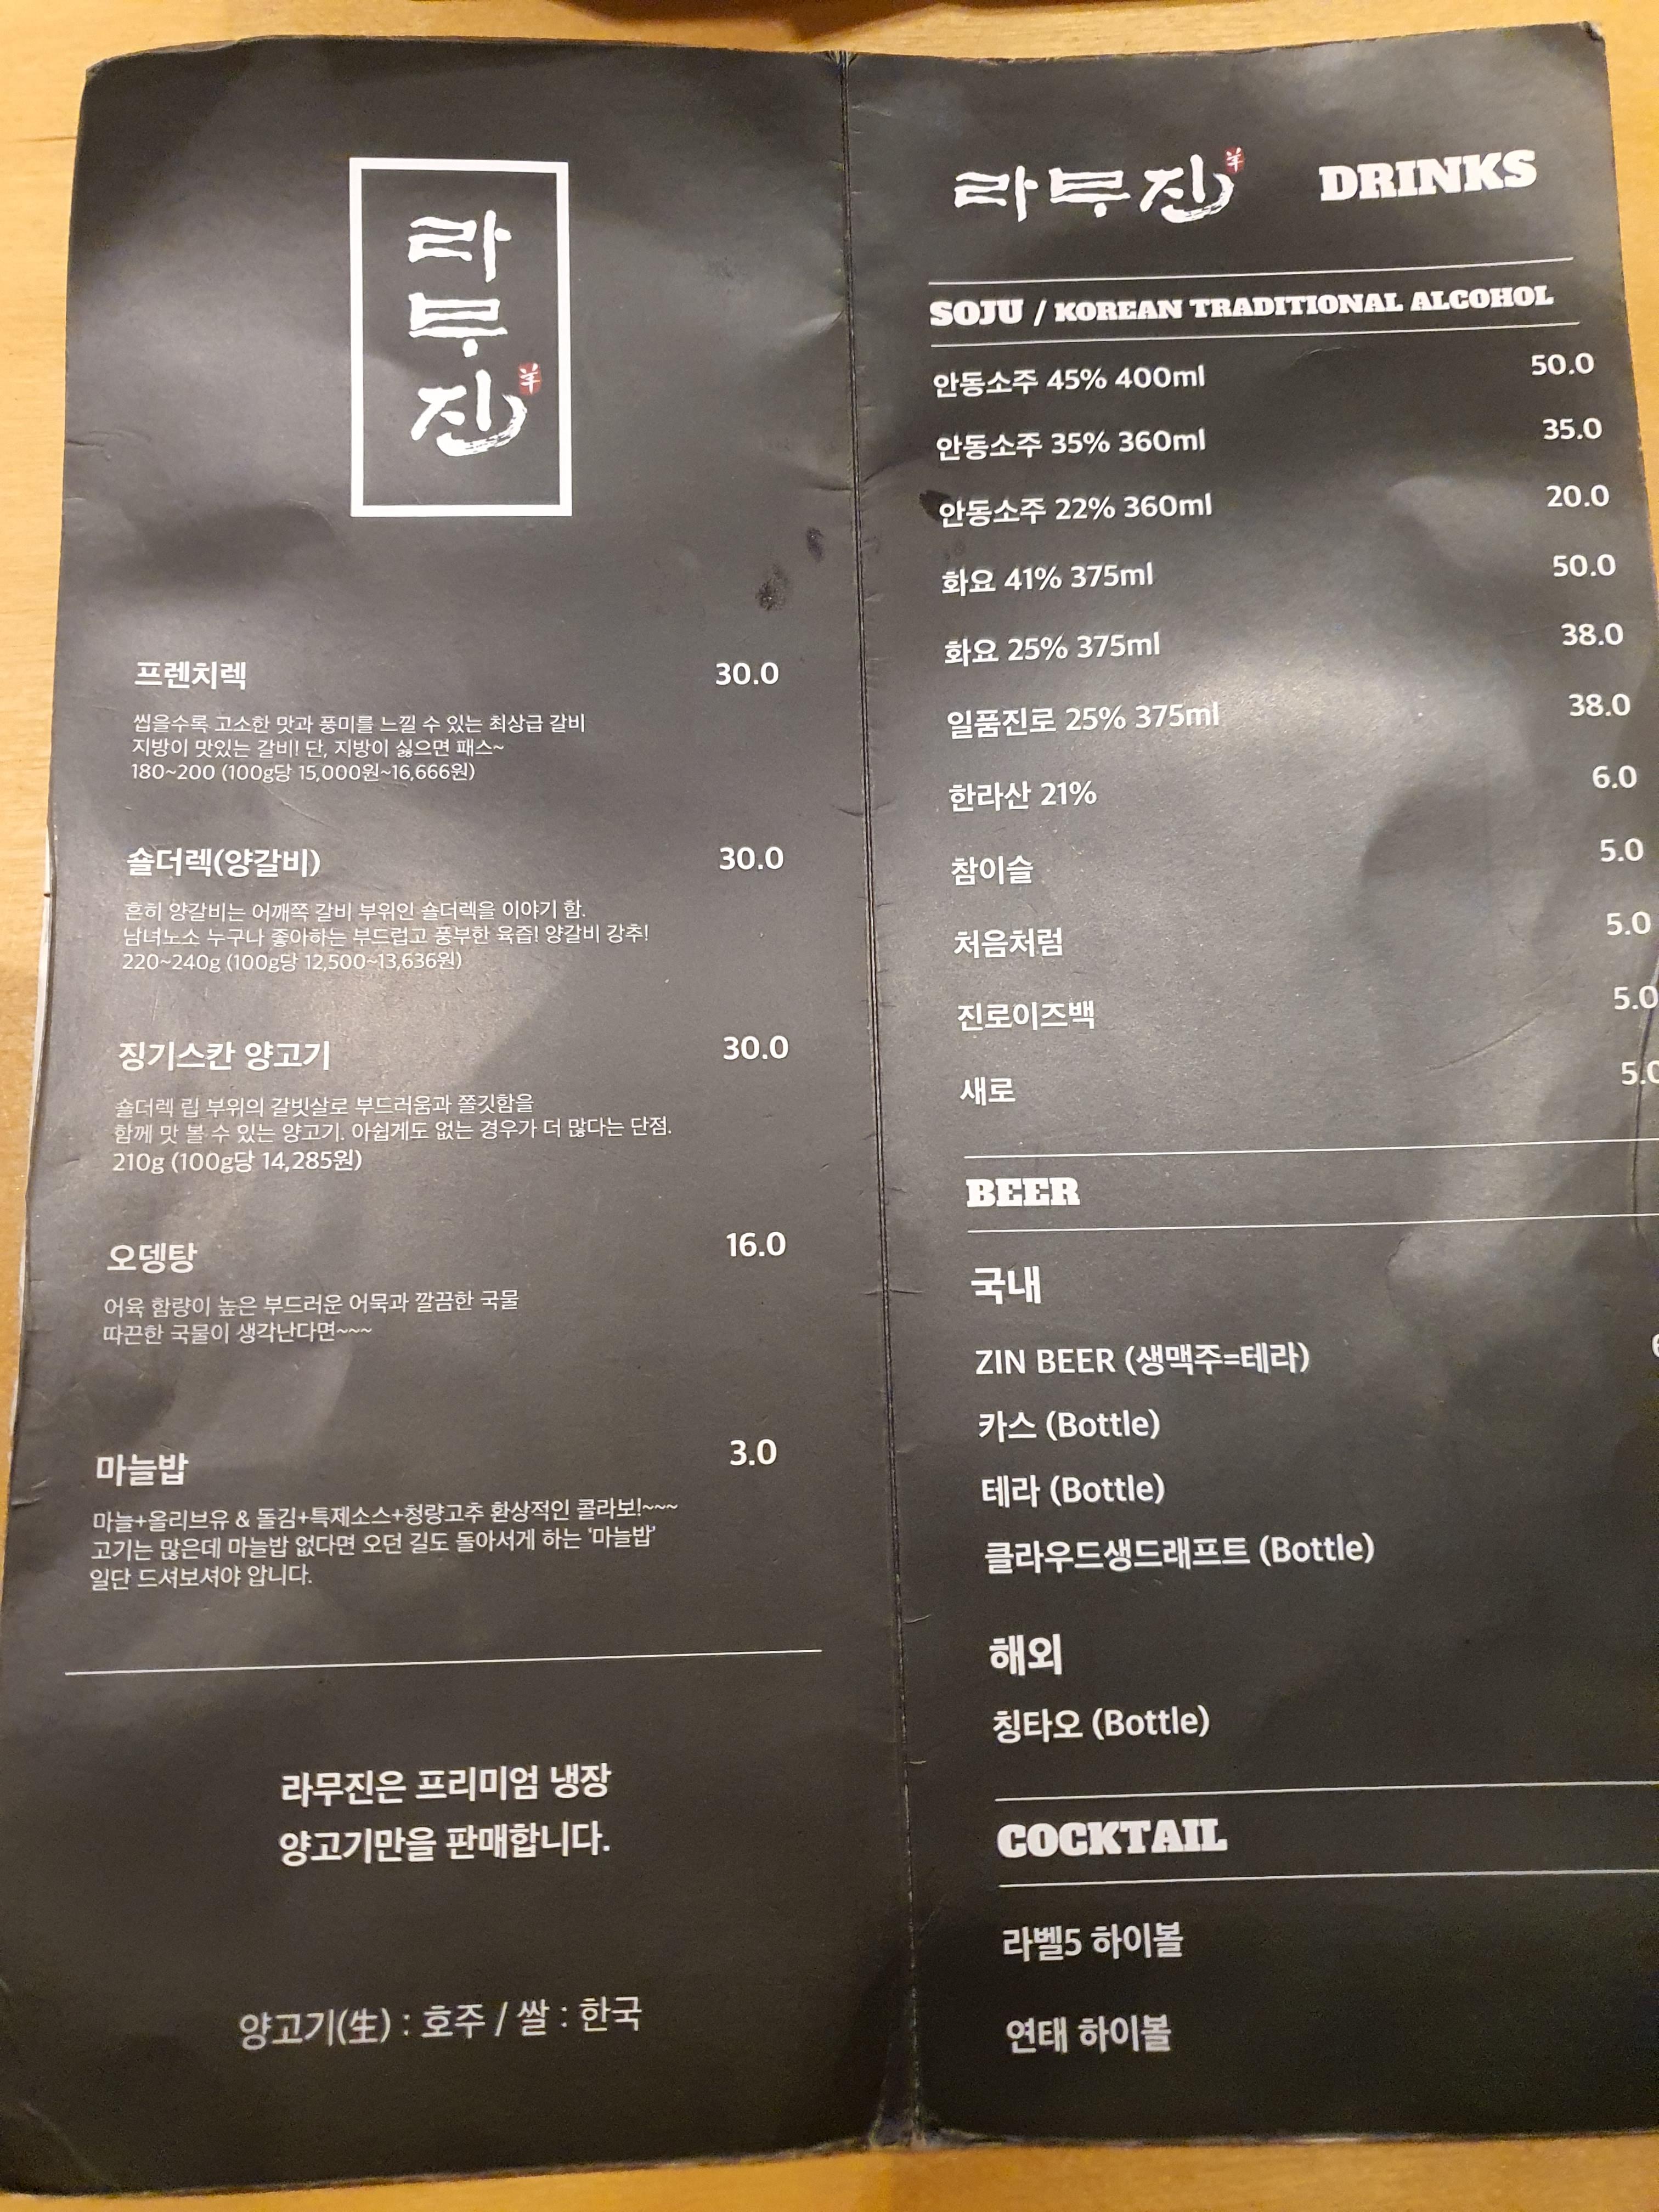 라
무
진
羊
프렌치렉 30.0
씹을수록 고소한 맛과 풍미를 느낄 수 있는 최상급 갈비
지방이 맛있는 갈비! 단, 지방이 싫으면 패스~
180~200 (100g당 15,000원~16,666원)
숄더렉(양갈비) 30.0
흔히 양갈비는 어깨쪽 갈비 부위인 숄더렉을 이야기 함.
남녀노소 누구나 좋아하는 부드럽고 풍부한 육즙! 양갈비 강추!
220~240g (100g당 12,500~13,636원)
징기스칸 양고기 30.0
숄더렉 립 부위의 갈빗살로 부드러움과 쫄깃함을
함께 맛 볼 수 있는 양고기. 아쉽게도 없는 경우가 더 많다는 단점.
210g (100g당 14,285원)
오뎅탕 16.0
어육 함량이 높은 부드러운 어묵과 깔끔한 국물
따끈한 국물이 생각난다면~~~
마늘밥 3.0
마늘+올리브유 & 돌김+특제소스+청량고추 환상적인 콜라보!~~~
고기는 많은데 마늘밥 없다면 오던 길도 돌아서게 하는 '마늘밥'
일단 드셔보셔야 압니다.
라무진은 프리미엄 냉장
양고기만을 판매합니다.
양고기(生) : 호주 / 쌀 : 한국
라무진 羊 DRINKS
SOJU / KOREAN TRADITIONAL ALCOHOL
안동소주 45% 400ml 50.0
안동소주 35% 360ml 35.0
안동소주 22% 360ml 20.0
화요 41% 375ml 50.0
화요 25% 375ml 38.0
일품진로 25% 375ml 38.0
한라산 21% 6.0
참이슬 5.0
처음처럼 5.0
진로이즈백 5.0
새로 5.0
BEER
국내
ZIN BEER (생맥주=테라)
카스 (Bottle)
테라 (Bottle)
클라우드생드래프트 (Bottle)
해외
칭타오 (Bottle)
COCKTAIL
라벨5 하이볼
연태 하이볼